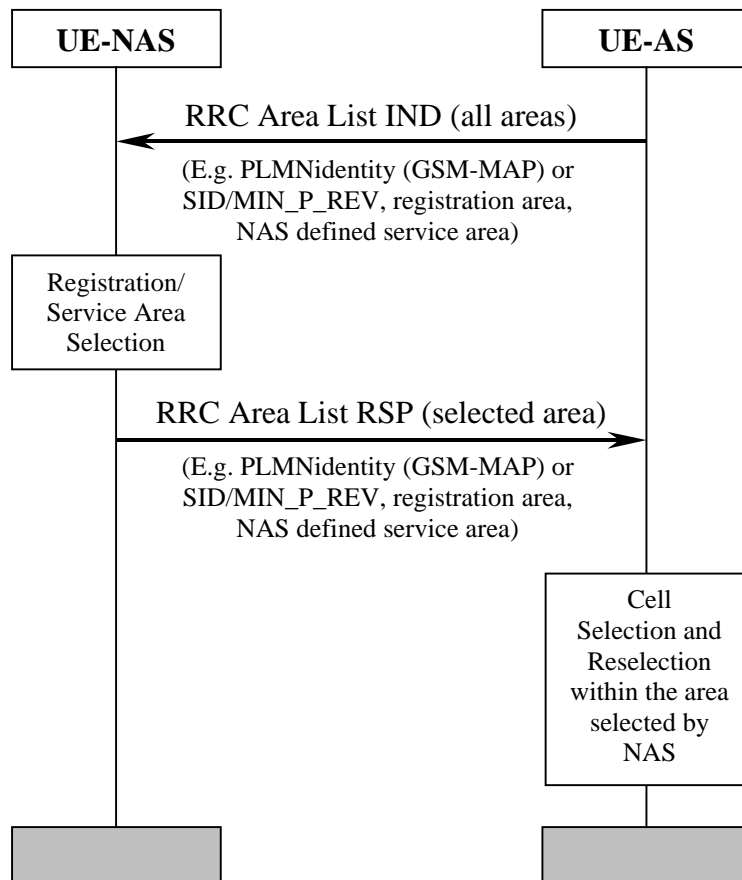 UE-NAS
UE-AS
RRC Area List IND (all areas)
(E.g. PLMNidentity (GSM-MAP) or
SID/MIN_P_REV, registration area,
NAS defined service area)
Registration/
Service Area
Selection
RRC Area List RSP (selected area)
(E.g. PLMNidentity (GSM-MAP) or
SID/MIN_P_REV, registration area,
NAS defined service area)
Cell
Selection and
Reselection
within the area
selected by
NAS